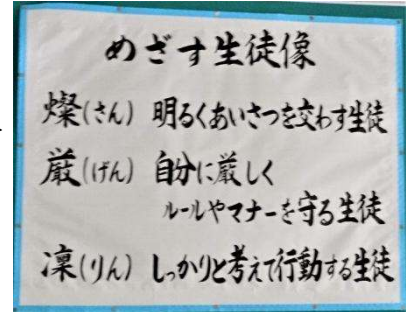 めざす生徒像
燦(さん) 明るくあいさつを交わす生徒
厳(げん) 自分に厳しく
ルールやマナーを守る生徒
凜(りん) しっかりと考えて行動する生徒